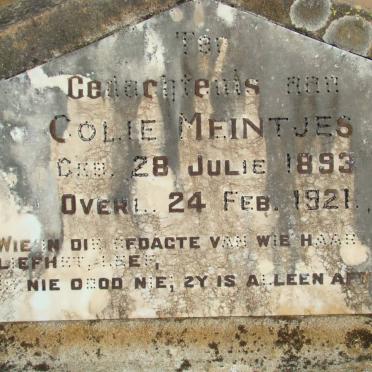 Ter
Gedachtenis aan
COLIE MEINTJES
GEB. 28 JULIE 1893
OVERL. 24 FEB. 1921.
WIE IN DIE GEDACTE VAN WIE HAAR
LIEFHET, LEEF,
IS NIE DOOD NIE, ZY IS ALLEEN AF